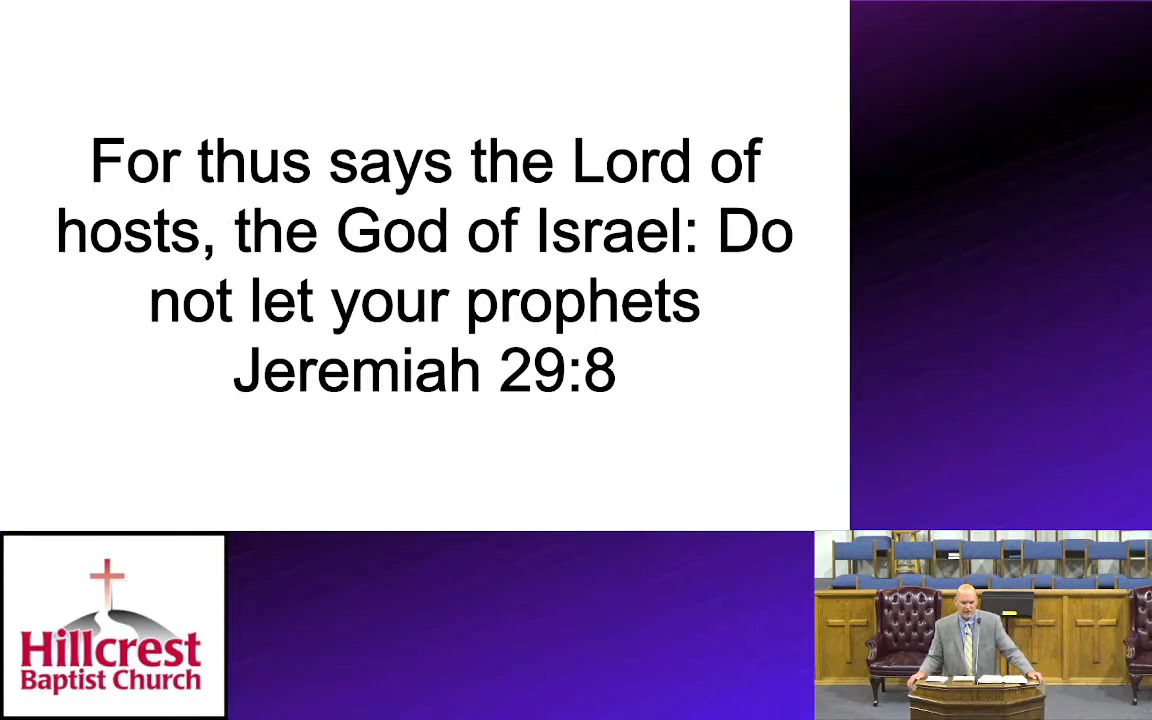 For thus says the Lord of
hosts, the God of Israel: Do
not let your prophets
Jeremiah 29:8
Hillcrest
Baptist Church